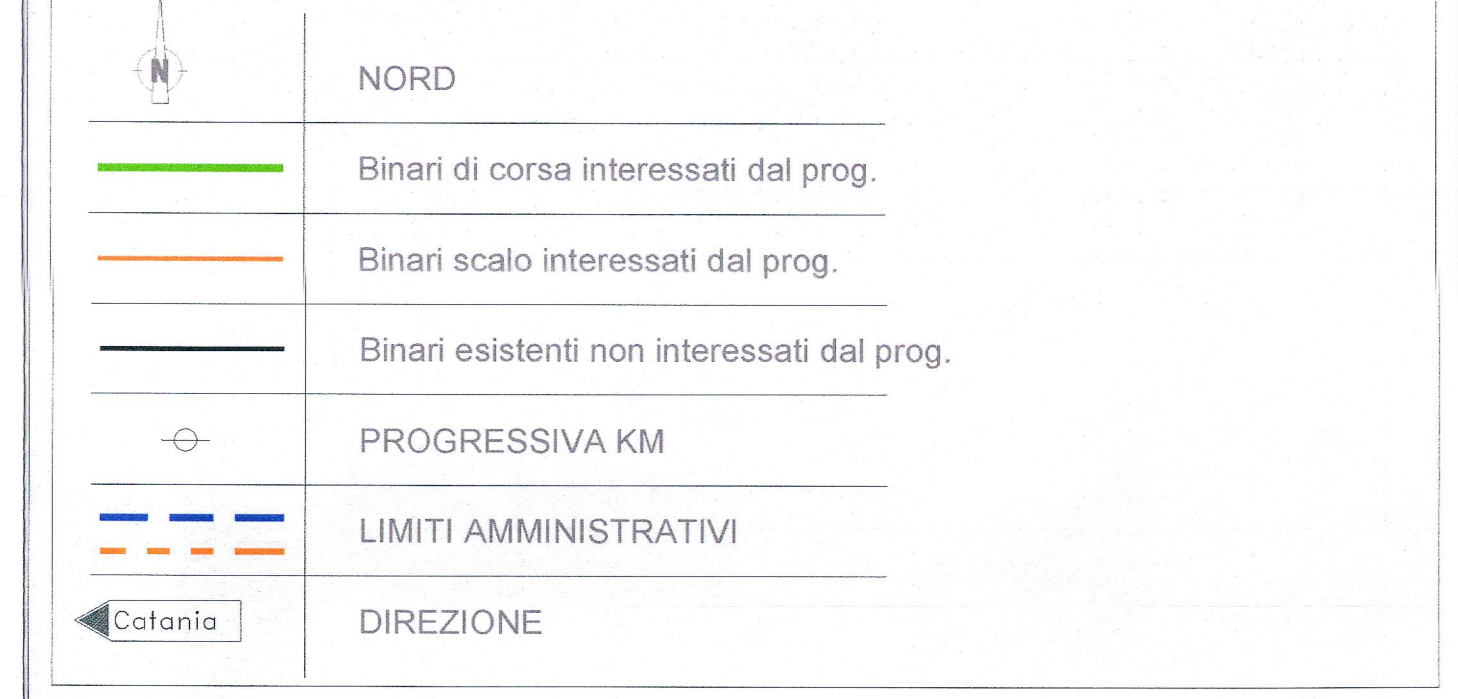 N
NORD
Binari di corsa interessati dal prog.
Binari scalo interessati dal prog.
Binari esistenti non interessati dal prog.
PROGRESSIVA KM
LIMITI AMMINISTRATIVI
Catania
DIREZIONE